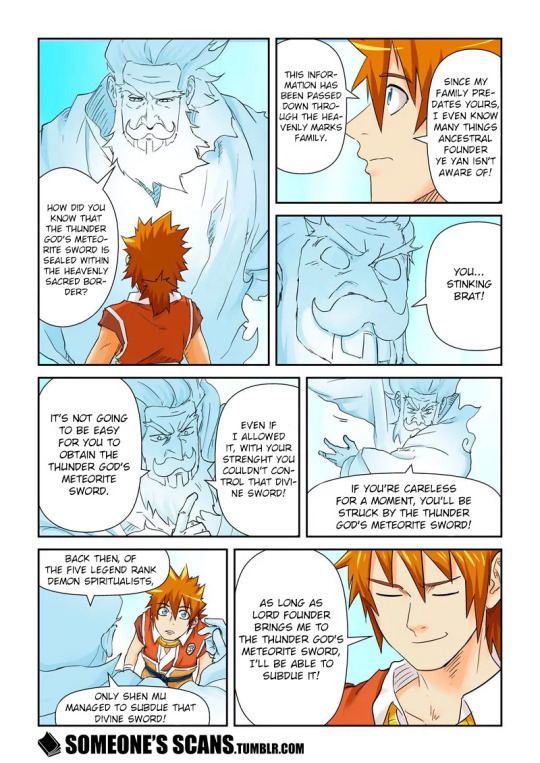 HOW DID YOU
KNOW THAT
THE THUNDER
GOD'S METEO-
RITE SWORD IS
SEALED WITHIN
THE HEAVENLY
SACRED BOR-
DER?
THIS INFOR-
MATION HAS
BEEN PASSED
DOWN THRO-
UGH THE HEA-
VENLY MARKS
FAMILY.
SINCE MY
FAMILY PRE-
DATES YOURS,
I EVEN KNOW
MANY THINGS
ANCESTRAL
FOUNDER
YE YAN ISN'T
AWARE OF!
YOU...
STINKING
BRAT!
IT'S NOT GOING
TO BE EASY
FOR YOU TO
OBTAIN THE
THUNDER GOD'S
METEORITE
SWORD.
EVEN IF
I ALLOWED
IT, WITH YOUR
STRENGHT YOU
COULDN'T CON-
TROL THAT DIVI-
NE SWORD!
IF YOU'RE CARELESS
FOR A MOMENT, YOU'LL BE
STRUCK BY THE THUNDER
GOD'S METEORITE SWORD!
BACK THEN, OF
THE FIVE LEGEND RANK
DEMON SPIRITUALISTS,
ONLY SHEN MU
MANAGED TO SUBDUE THAT
DIVINE SWORD!
AS LONG AS
LORD FOUNDER
BRINGS ME TO
THE THUNDER GOD'S
METEORITE SWORD,
I'LL BE ABLE TO
SUBDUE IT!
SOMEONE'S SCANS.TUMBLR.COM